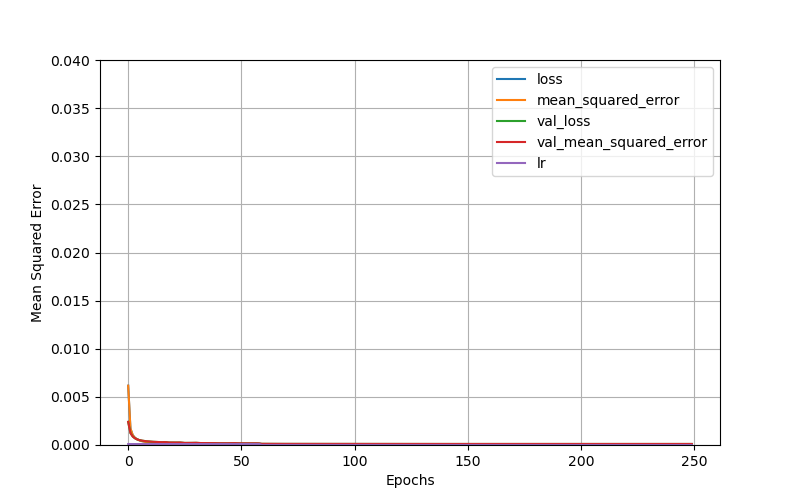 0.040
0.035
0.030
0.025
0.020
0.015
0.010
0.005
0.000
Mean Squared Error
loss
mean_squared_error
val_loss
val_mean_squared_error
lr
0 50 100 150 200 250
Epochs